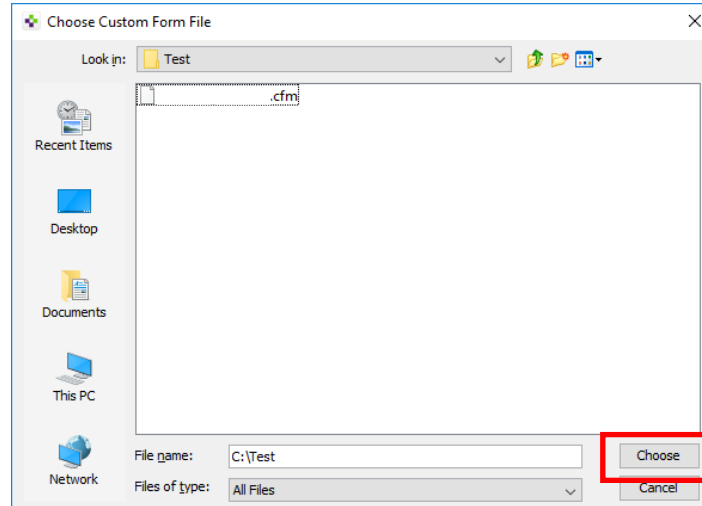 Choose Custom Form File
Look in: Test
.cfm
Recent Items
Desktop
Documents
This PC
Network
File name: C:\Test Choose
Files of type: All Files Cancel